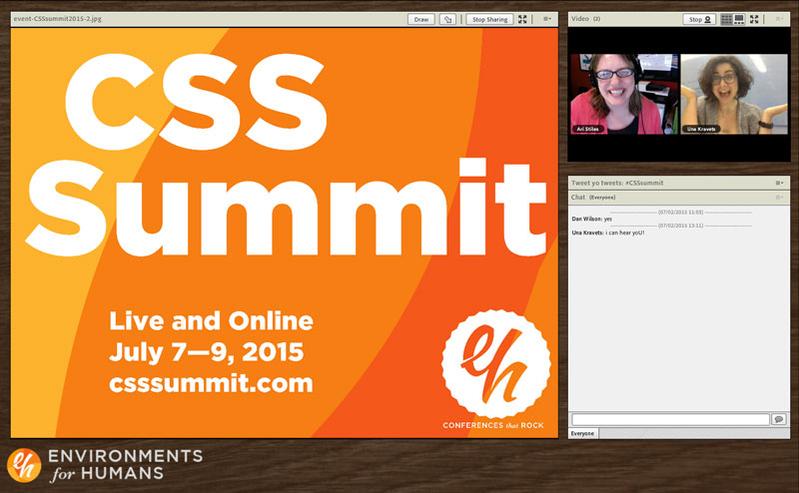 event-CSSsummit2015-2.jpg
Draw
Stop Sharing
CSS
Summit
Live and Online
July 7—9, 2015
csssummit.com
eh
CONFERENCES that ROCK
Video (2)
Stop
Ari Stiles
Una Kravets
Tweet yo tweets: #CSSsummit
Chat (Everyone)
(07/02/2015 11:03)
Dan Wilson: yes
(07/02/2015 13:11)
Una Kravets: i can hear yoU!
Everyone
eh
ENVIRONMENTS
for HUMANS